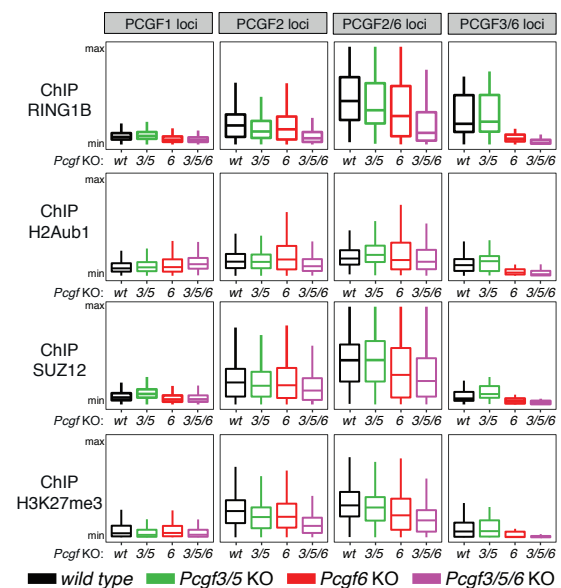 PCGF1 loci PCGF2 loci PCGF2/6 loci PCGF3/6 loci
max
ChIP
RING1B
min
Pcgf KO: wt 3/5 6 3/5/6 wt 3/5 6 3/5/6 wt 3/5 6 3/5/6 wt 3/5 6 3/5/6
max
ChIP
H2Aub1
min
Pcgf KO: wt 3/5 6 3/5/6 wt 3/5 6 3/5/6 wt 3/5 6 3/5/6 wt 3/5 6 3/5/6
max
ChIP
SUZ12
min
Pcgf KO: wt 3/5 6 3/5/6 wt 3/5 6 3/5/6 wt 3/5 6 3/5/6 wt 3/5 6 3/5/6
max
ChIP
H3K27me3
min
Pcgf KO: wt 3/5 6 3/5/6 wt 3/5 6 3/5/6 wt 3/5 6 3/5/6 wt 3/5 6 3/5/6
wild type Pcgf3/5 KO Pcgf6 KO Pcgf3/5/6 KO